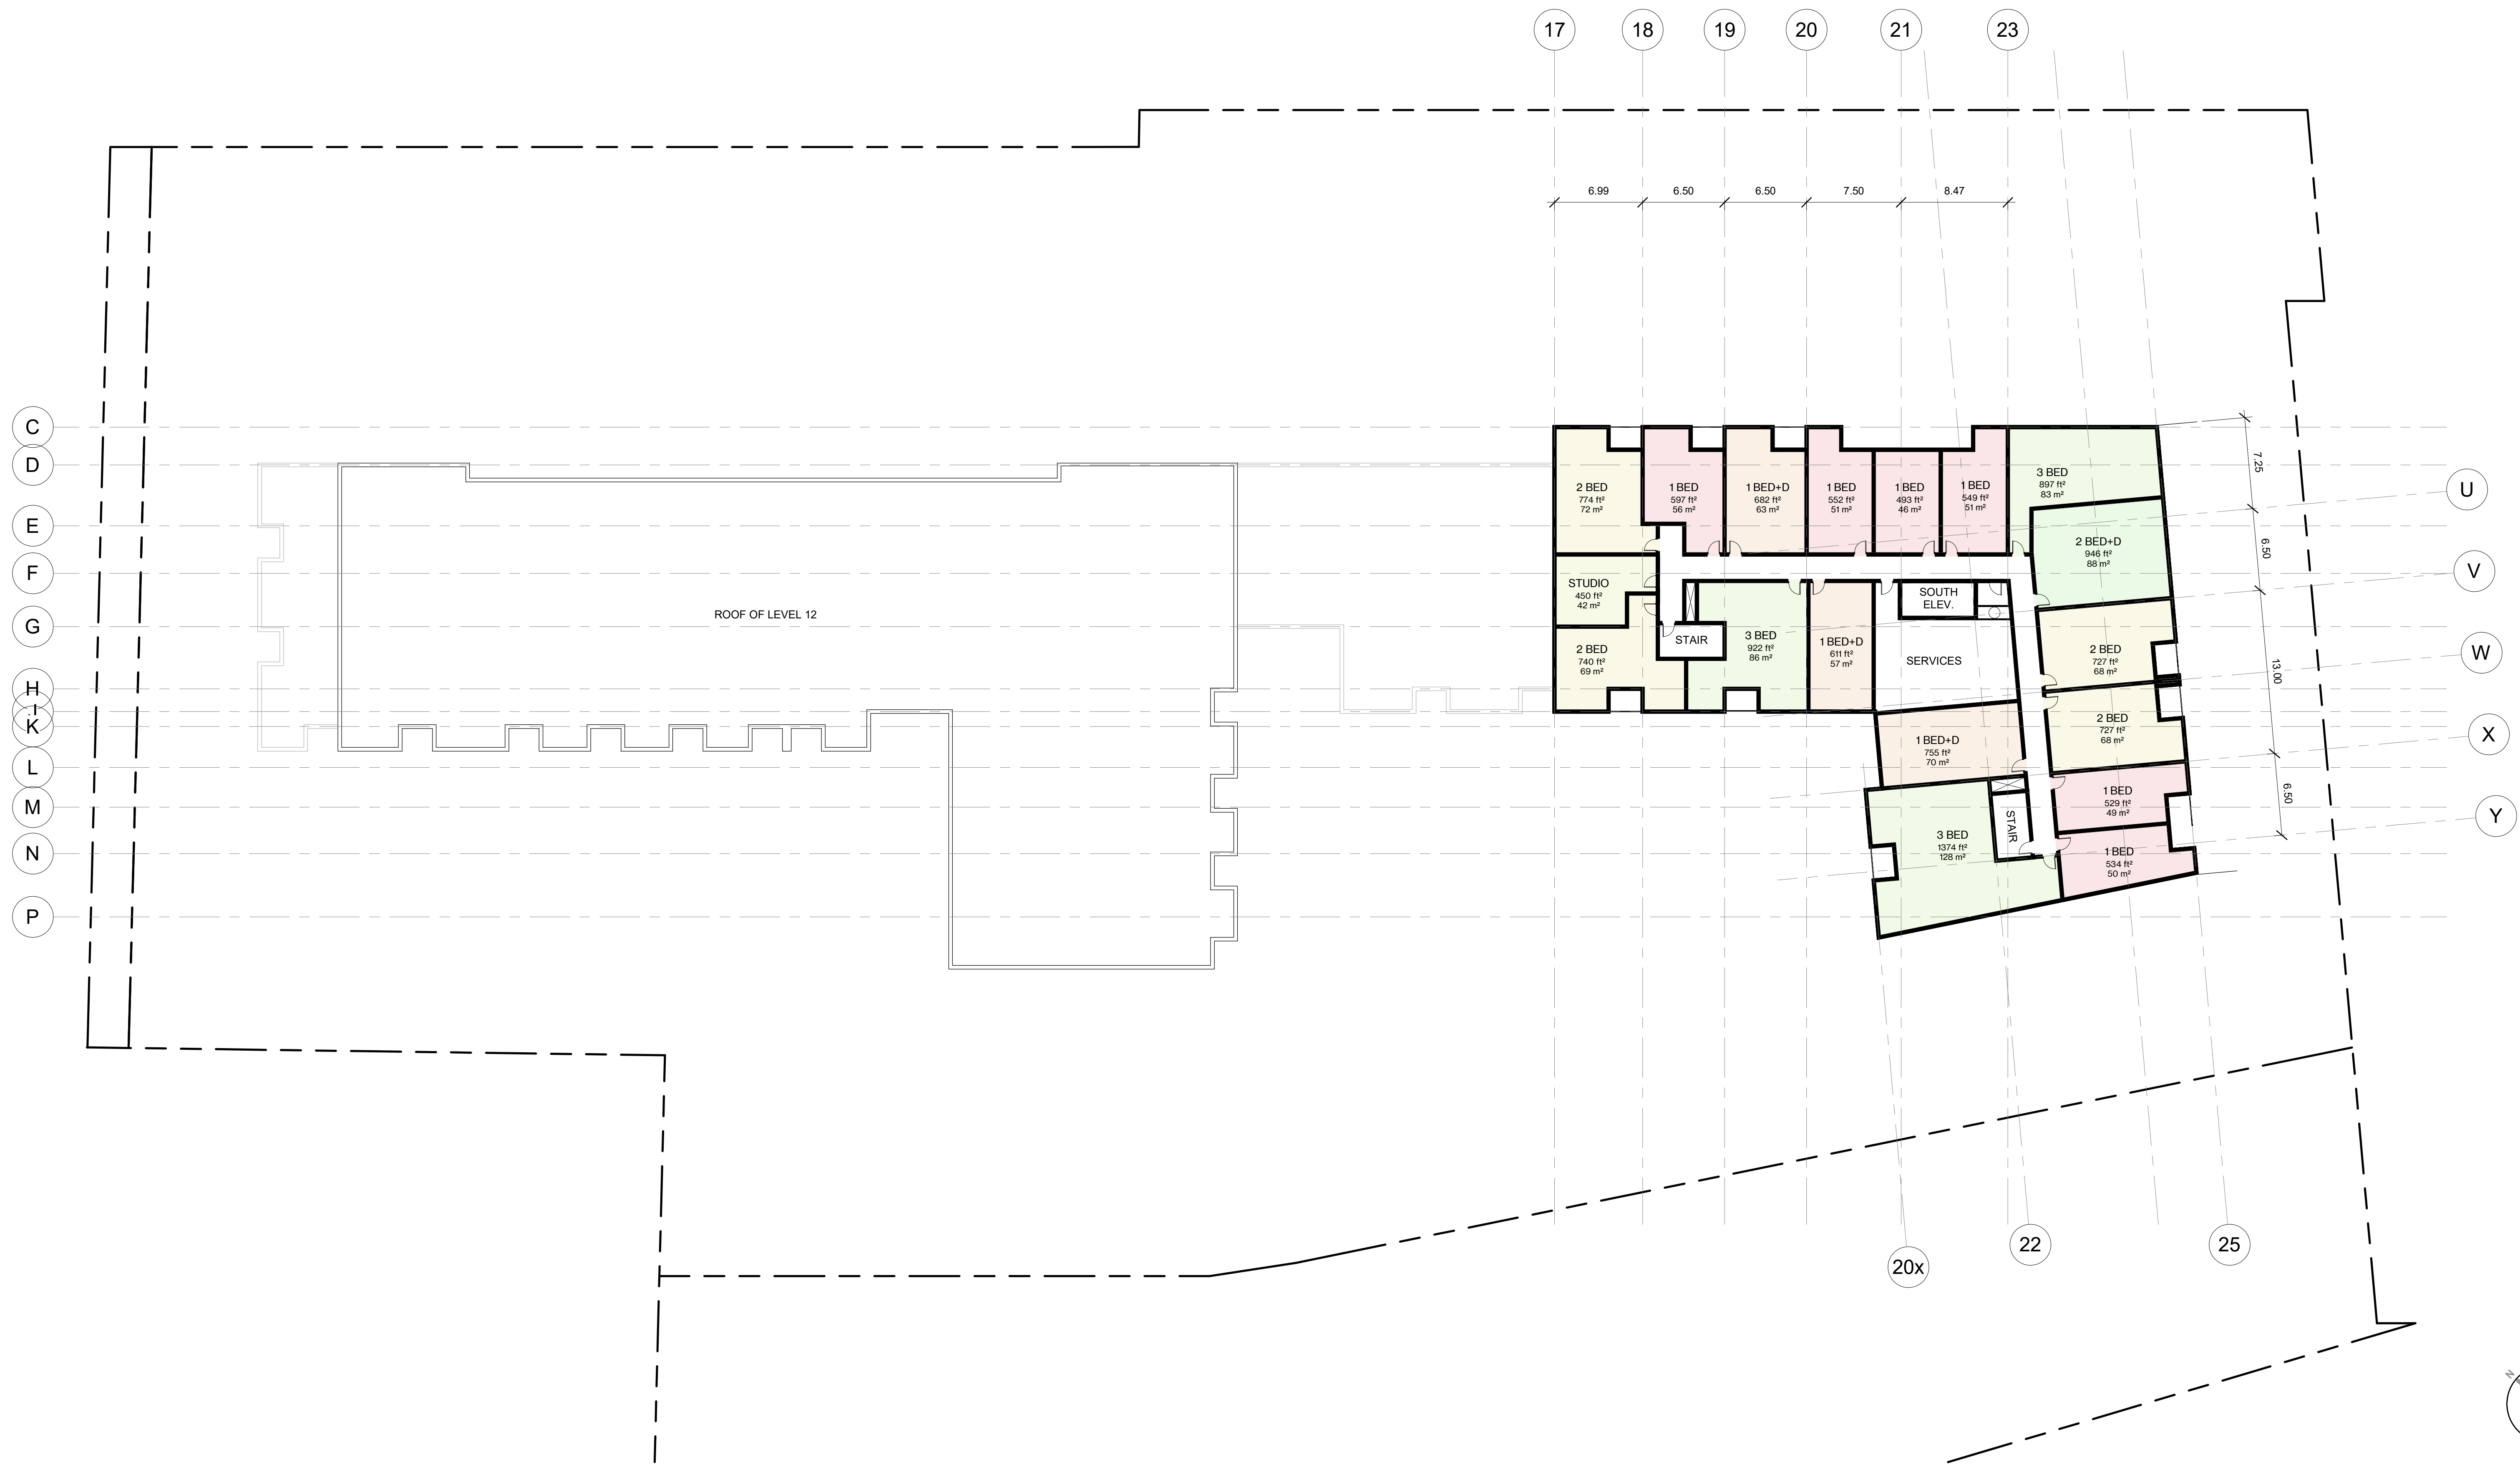 17
18
19
20
21
23
6.99
6.50
6.50
7.50
8.47
C
D
E
F
G
H
K
L
M
N
P
ROOF OF LEVEL 12
2 BED
774 ft²
72 m²
1 BED
597 ft²
56 m²
1 BED+D
682 ft²
63 m²
1 BED
552 ft²
51 m²
1 BED
493 ft²
46 m²
1 BED
549 ft²
51 m²
3 BED
897 ft²
83 m²
2 BED+D
946 ft²
88 m²
STUDIO
450 ft²
42 m²
2 BED
740 ft²
69 m²
STAIR
3 BED
922 ft²
86 m²
1 BED+D
611 ft²
57 m²
SOUTH
ELEV.
SERVICES
2 BED
727 ft²
68 m²
2 BED
727 ft²
68 m²
1 BED+D
755 ft²
70 m²
1 BED
529 ft²
49 m²
STAIR
3 BED
1374 ft²
128 m²
1 BED
534 ft²
50 m²
7.25
6.50
13.00
6.50
U
V
W
X
Y
20x
22
25
N